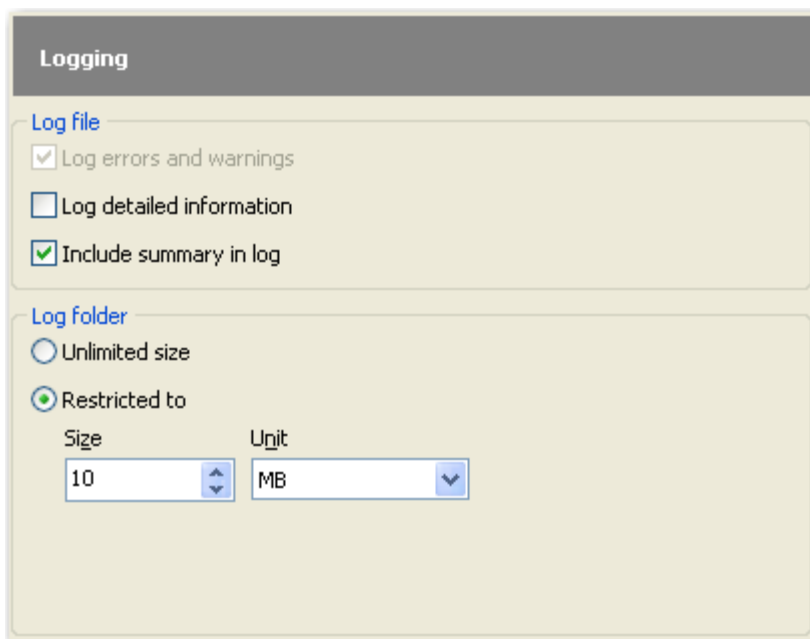 Logging
Log file
Log errors and warnings
Log detailed information
Include summary in log
Log folder
Unlimited size
Restricted to
Size Unit
10 MB